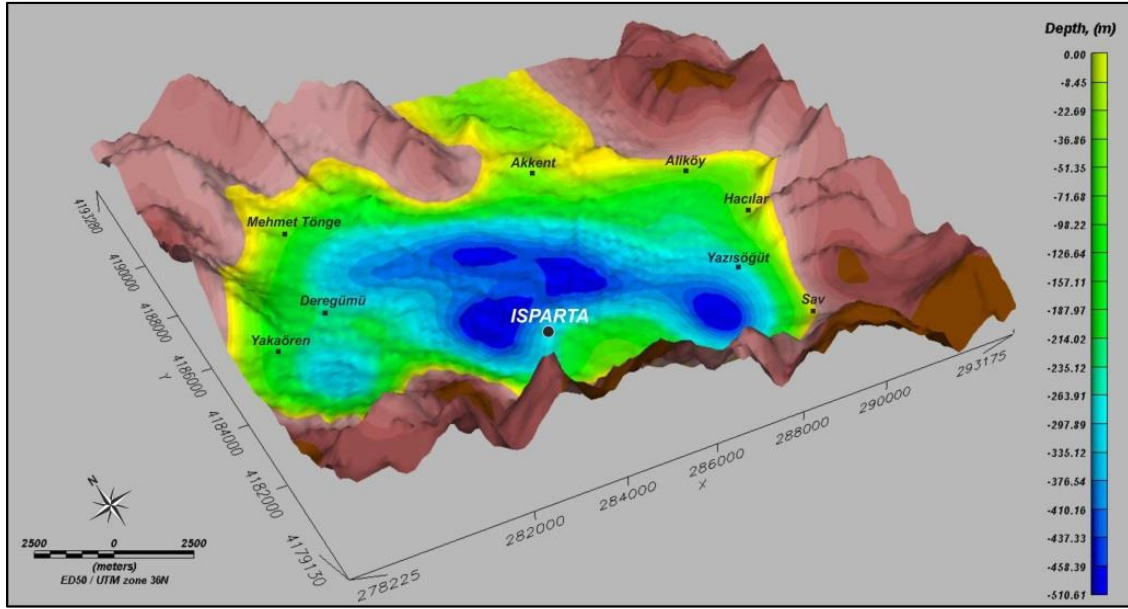 Depth, (m)
0.00
-8.45
-22.69
-36.86
-51.35
-71.68
-98.22
-126.64
-157.11
-187.97
-214.02
-235.12
-263.91
-297.89
-335.12
-376.54
-410.16
-437.33
-458.39
-510.61
Akkent
Aliköy
Hacılar
Mehmet Tönge
Yazısöğüt
Deregümü
Sav
ISPARTA
Yakaören
4193280
4190000
4188000
4186000
Y
4184000
4182000
4179130
278225
282000
284000
286000
X
288000
290000
293175
N
2500 0 2500
(meters)
ED50 / UTM zone 36N